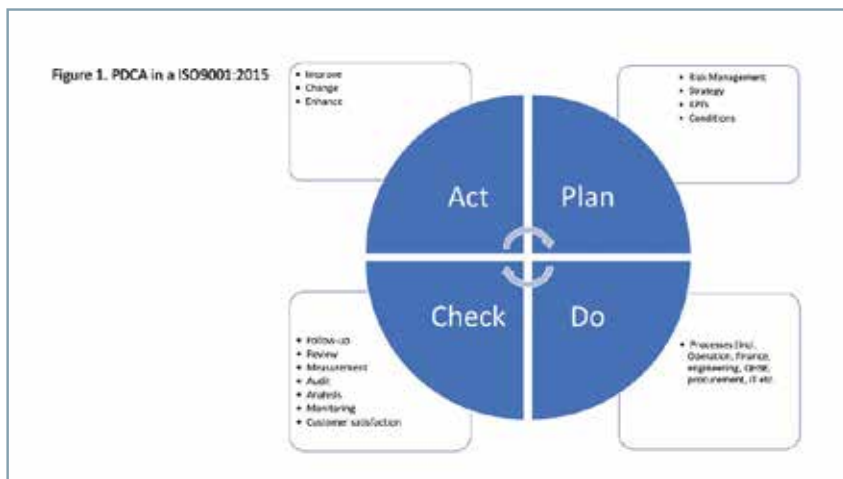 Figure 1. PDCA in a ISO9001:2015
• Improve
• Change
• Enhance
• Risk Management
• Strategy
• KPI's
• Conditions
Act
Plan
Check
Do
• Follow-up
• Review
• Measurement
• Audit
• Analysis
• Monitoring
• Customer satisfaction
• Processes (incl.
Operation, finance,
engineering, QHSE,
procurement, IT etc